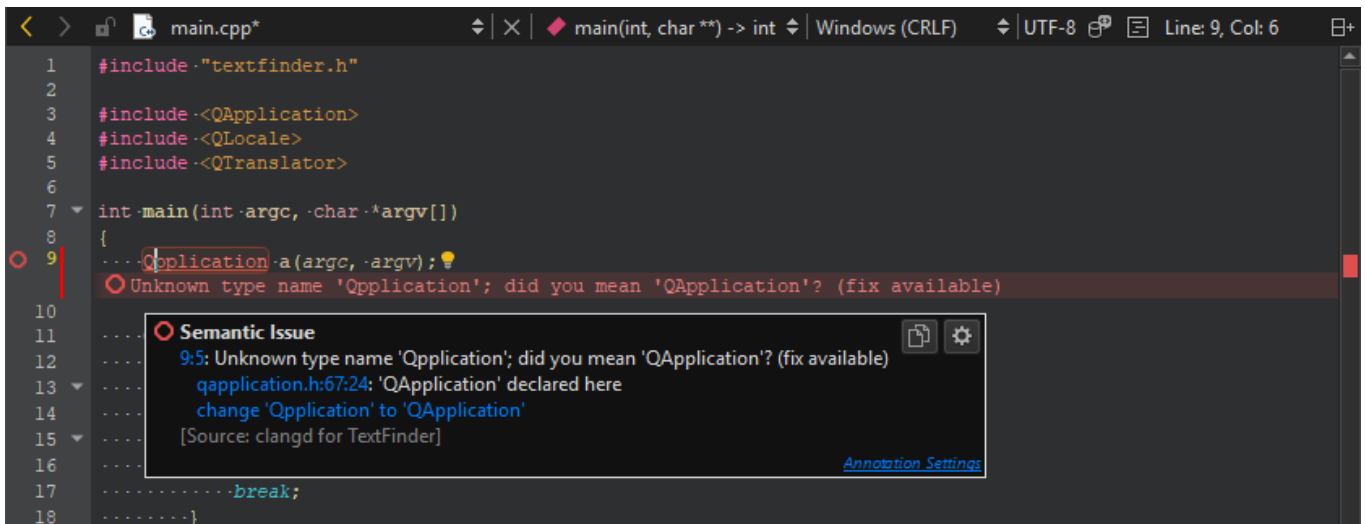 main.cpp* main(int, char **) -> int Windows (CRLF) UTF-8 Line: 9, Col: 6
1 #include "textfinder.h"
2
3 #include <QApplication>
4 #include <QLocale>
5 #include <QTranslator>
6
7 int main(int argc, char *argv[])
8 {
9 Qpplication a(argc, argv);
Unknown type name 'Qpplication'; did you mean 'QApplication'? (fix available)
10
11 Semantic Issue
12 9:5: Unknown type name 'Qpplication'; did you mean 'QApplication'? (fix available)
13 qapplication.h:67:24: 'QApplication' declared here
14 change 'Qpplication' to 'QApplication'
15 [Source: clangd for TextFinder]
16 Annotation Settings
17 break;
18 }